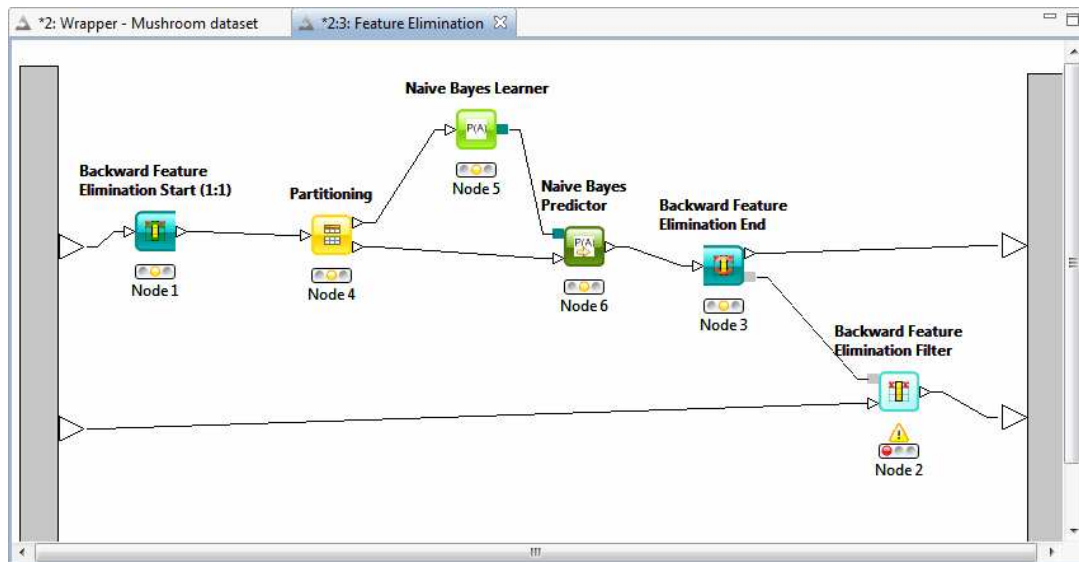 *2: Wrapper - Mushroom dataset
*2:3: Feature Elimination
Naive Bayes Learner
P(A)
Node 5
Backward Feature
Elimination Start (1:1)
Node 1
Partitioning
Node 4
Naive Bayes
Predictor
P(A)
Node 6
Backward Feature
Elimination End
Node 3
Backward Feature
Elimination Filter
Node 2